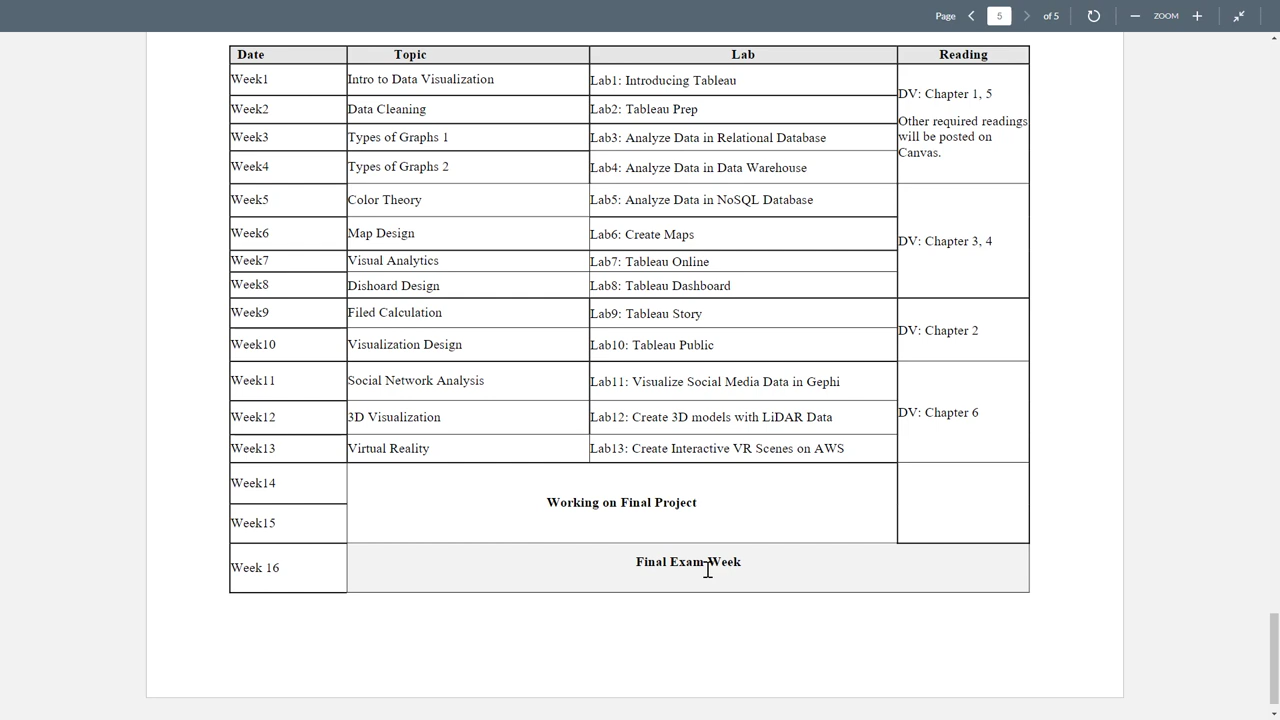 Page 5 of 5 ZOOM
Date Topic Lab Reading
Week1 Intro to Data Visualization Lab1: Introducing Tableau
DV: Chapter 1, 5
Week2 Data Cleaning Lab2: Tableau Prep
Other required readings
will be posted on
Canvas.
Week3 Types of Graphs 1 Lab3: Analyze Data in Relational Database
Week4 Types of Graphs 2 Lab4: Analyze Data in Data Warehouse
Week5 Color Theory Lab5: Analyze Data in NoSQL Database
Week6 Map Design Lab6: Create Maps
DV: Chapter 3, 4
Week7 Visual Analytics Lab7: Tableau Online
Week8 Dishoard Design Lab8: Tableau Dashboard
Week9 Filed Calculation Lab9: Tableau Story
DV: Chapter 2
Week10 Visualization Design Lab10: Tableau Public
Week11 Social Network Analysis Lab11: Visualize Social Media Data in Gephi
DV: Chapter 6
Week12 3D Visualization Lab12: Create 3D models with LiDAR Data
Week13 Virtual Reality Lab13: Create Interactive VR Scenes on AWS
Week14
Working on Final Project
Week15
Week 16 Final Exam Week